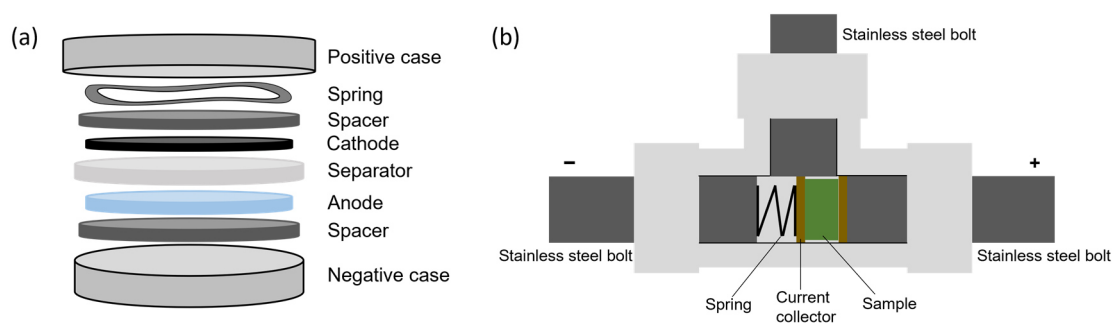 (a)
Positive case
Spring
Spacer
Cathode
Separator
Anode
Spacer
Negative case
(b)
Stainless steel bolt
−
+
Stainless steel bolt
Stainless steel bolt
Spring
Current
collector
Sample